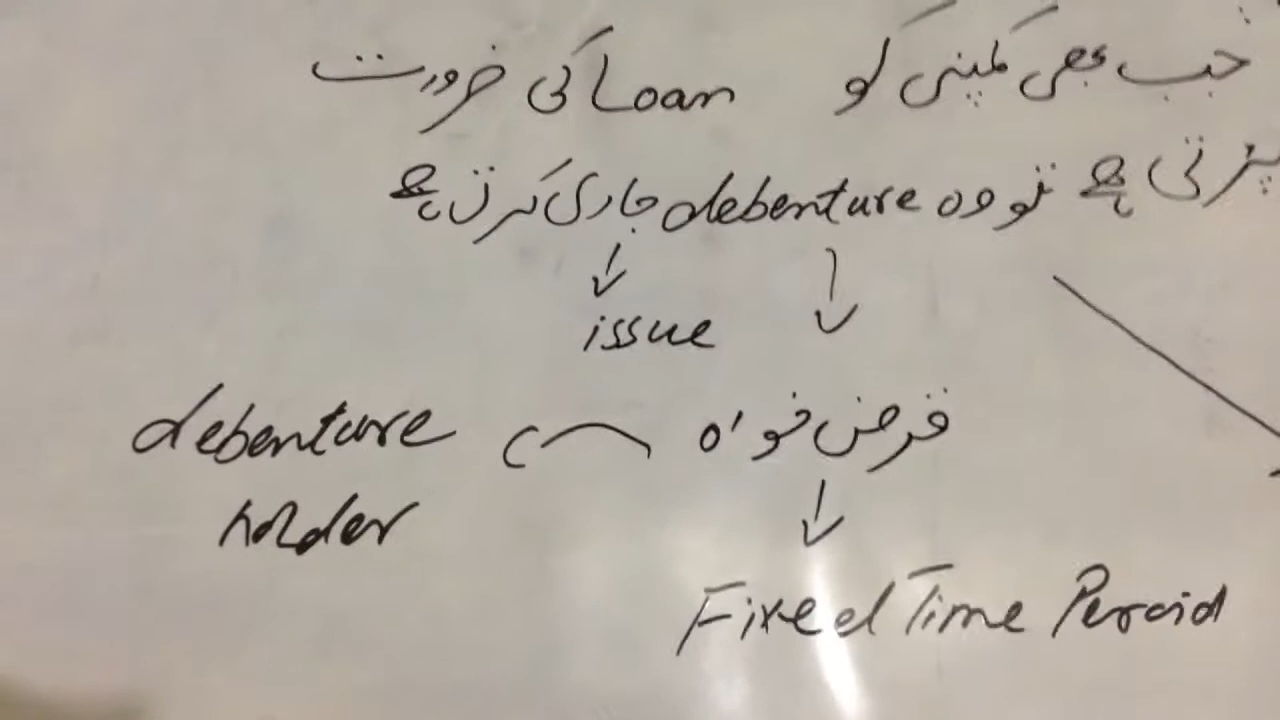 جب بھی کمپنی کو Loan کی ضرورت
پڑتی ہے تو وہ debenture جاری کرتی ہے
issue
قرض خواہ debenture
holder
Fixed Time Peroid